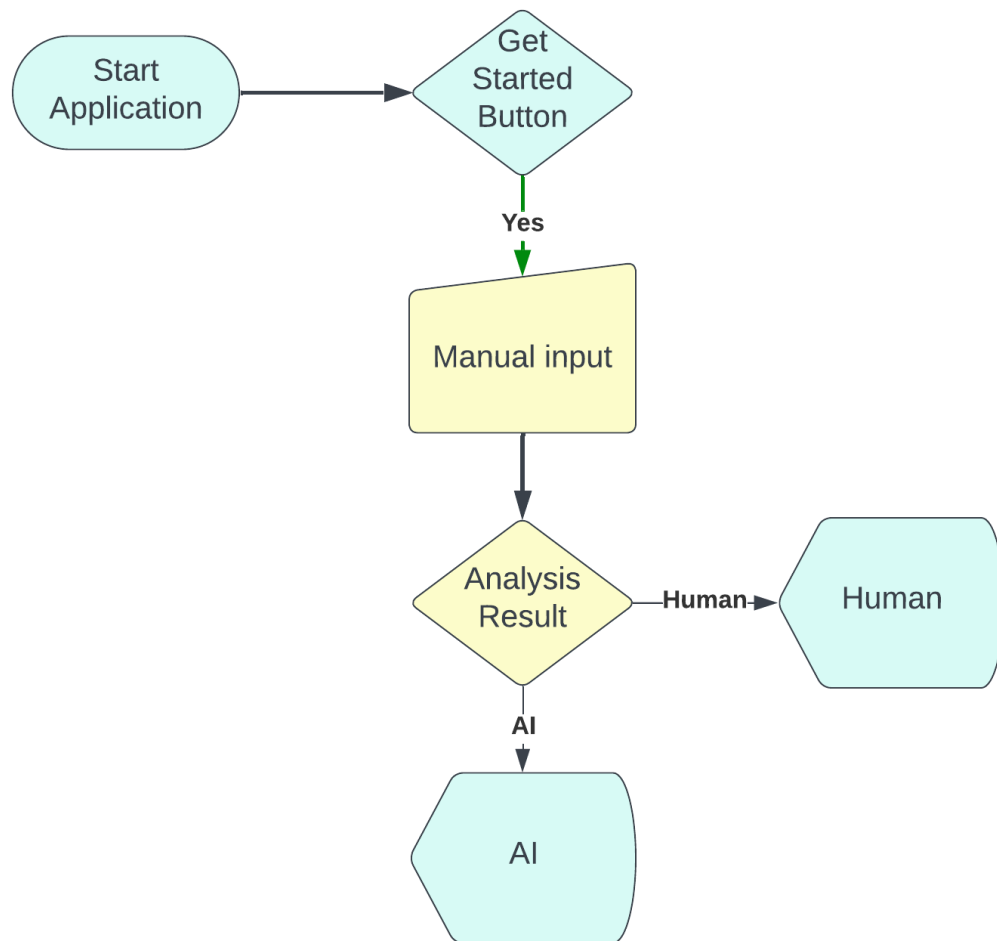 Start
Application
Get
Started
Button
Yes
Manual input
Analysis
Result
Human
Human
AI
AI